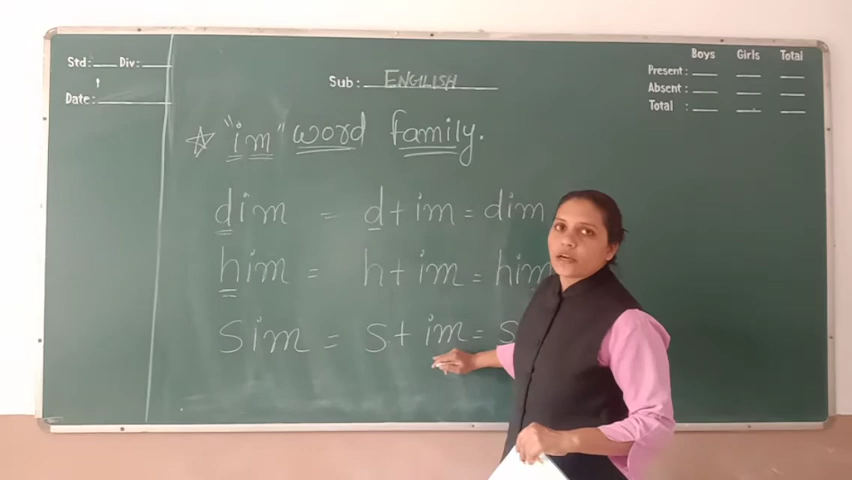 Std: Div:
Date:
Sub: ENGLISH
Boys Girls Total
Present:
Absent:
Total :
"im" word family.
dim = d + im = dim
him = h + im = him
sim = s + im = s